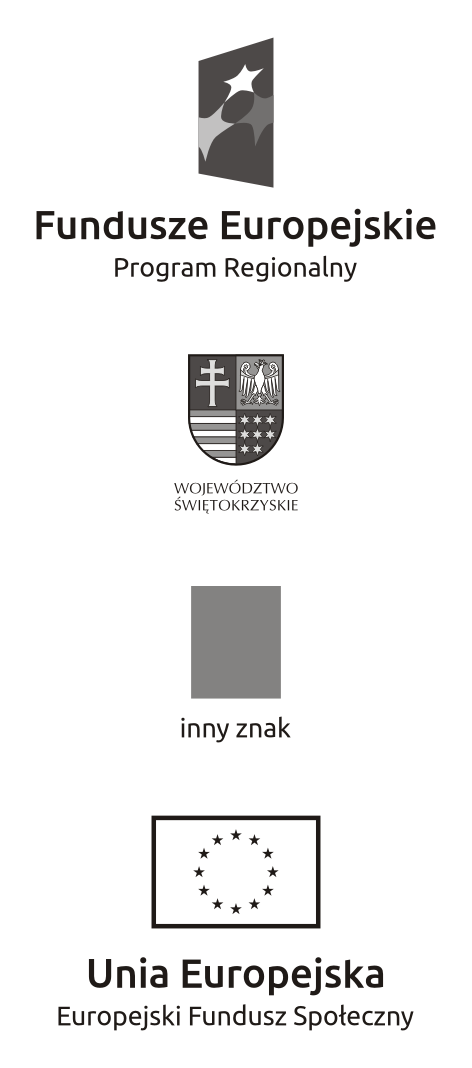 Fundusze Europejskie
Program Regionalny
WOJEWÓDZTWO
ŚWIĘTOKRZYSKIE
inny znak
Unia Europejska
Europejski Fundusz Społeczny